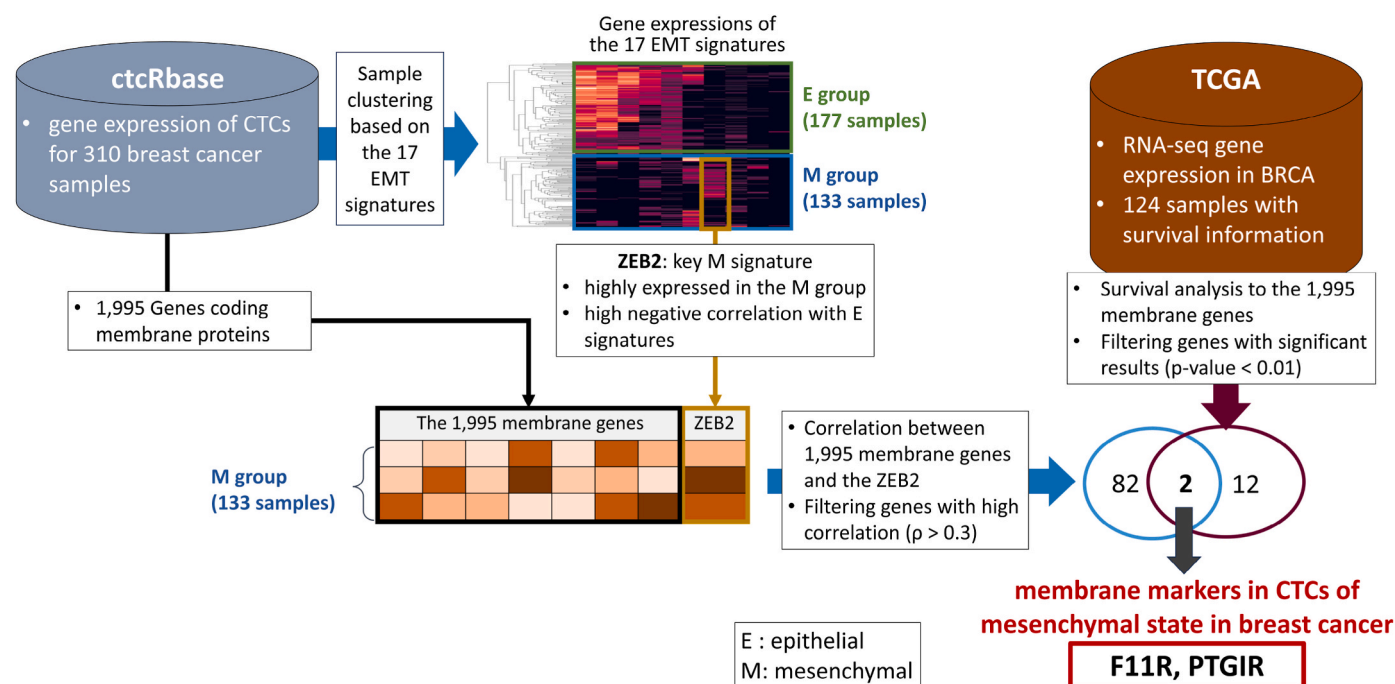 ctcRbase
• gene expression of CTCs
for 310 breast cancer
samples
Sample
clustering
based on
the 17
EMT
signatures
Gene expressions of
the 17 EMT signatures
E group
(177 samples)
M group
(133 samples)
TCGA
• RNA-seq gene
expression in BRCA
• 124 samples with
survival information
• 1,995 Genes coding
membrane proteins
ZEB2: key M signature
• highly expressed in the M group
• high negative correlation with E
signatures
• Survival analysis to the 1,995
membrane genes
• Filtering genes with significant
results (p-value < 0.01)
The 1,995 membrane genes
ZEB2
M group
(133 samples)
• Correlation between
1,995 membrane genes
and the ZEB2
• Filtering genes with high
correlation (ρ > 0.3)
82 2 12
membrane markers in CTCs of
mesenchymal state in breast cancer
F11R, PTGIR
E : epithelial
M: mesenchymal